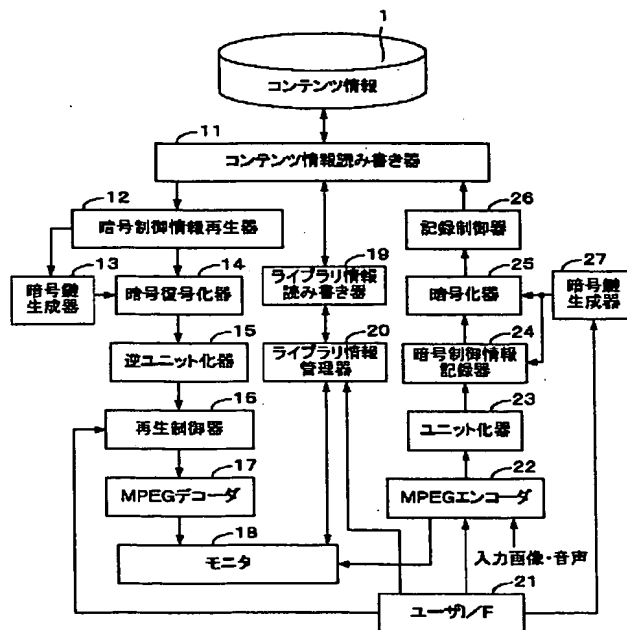 1
コンテンツ情報
11
コンテンツ情報読み書き器
12
暗号制御情報再生器
26
記録制御器
13
暗号鍵
生成器
14
暗号復号化器
19
ライブラリ情報
読み書き器
25
暗号化器
27
暗号鍵
生成器
15
逆ユニット化器
20
ライブラリ情報
管理器
24
暗号制御情報
記録器
16
再生制御器
23
ユニット化器
17
MPEGデコーダ
22
MPEGエンコーダ
18
モニタ
入力画像・音声
21
ユーザI/F